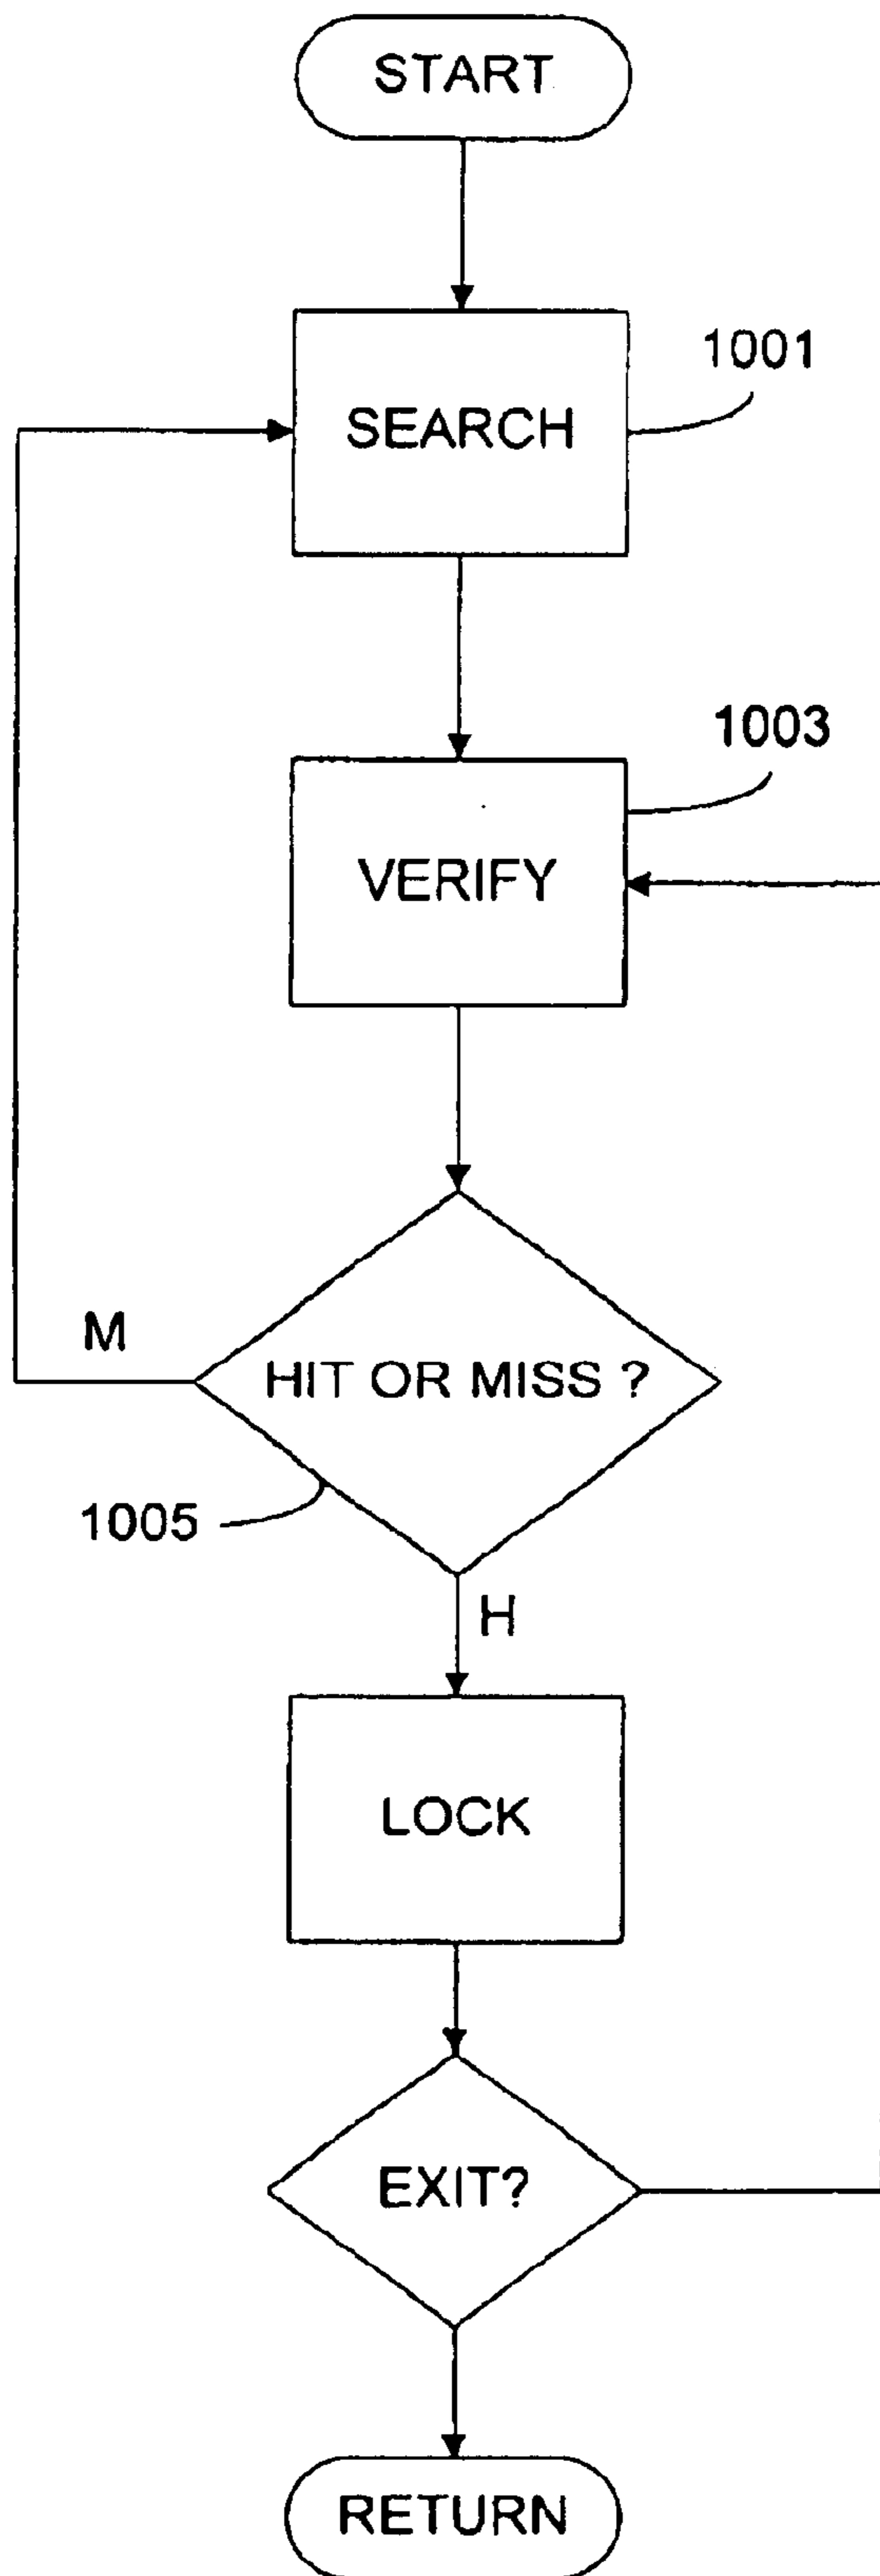 START
1001
SEARCH
1003
VERIFY
M
HIT OR MISS ?
1005
H
LOCK
EXIT?
RETURN